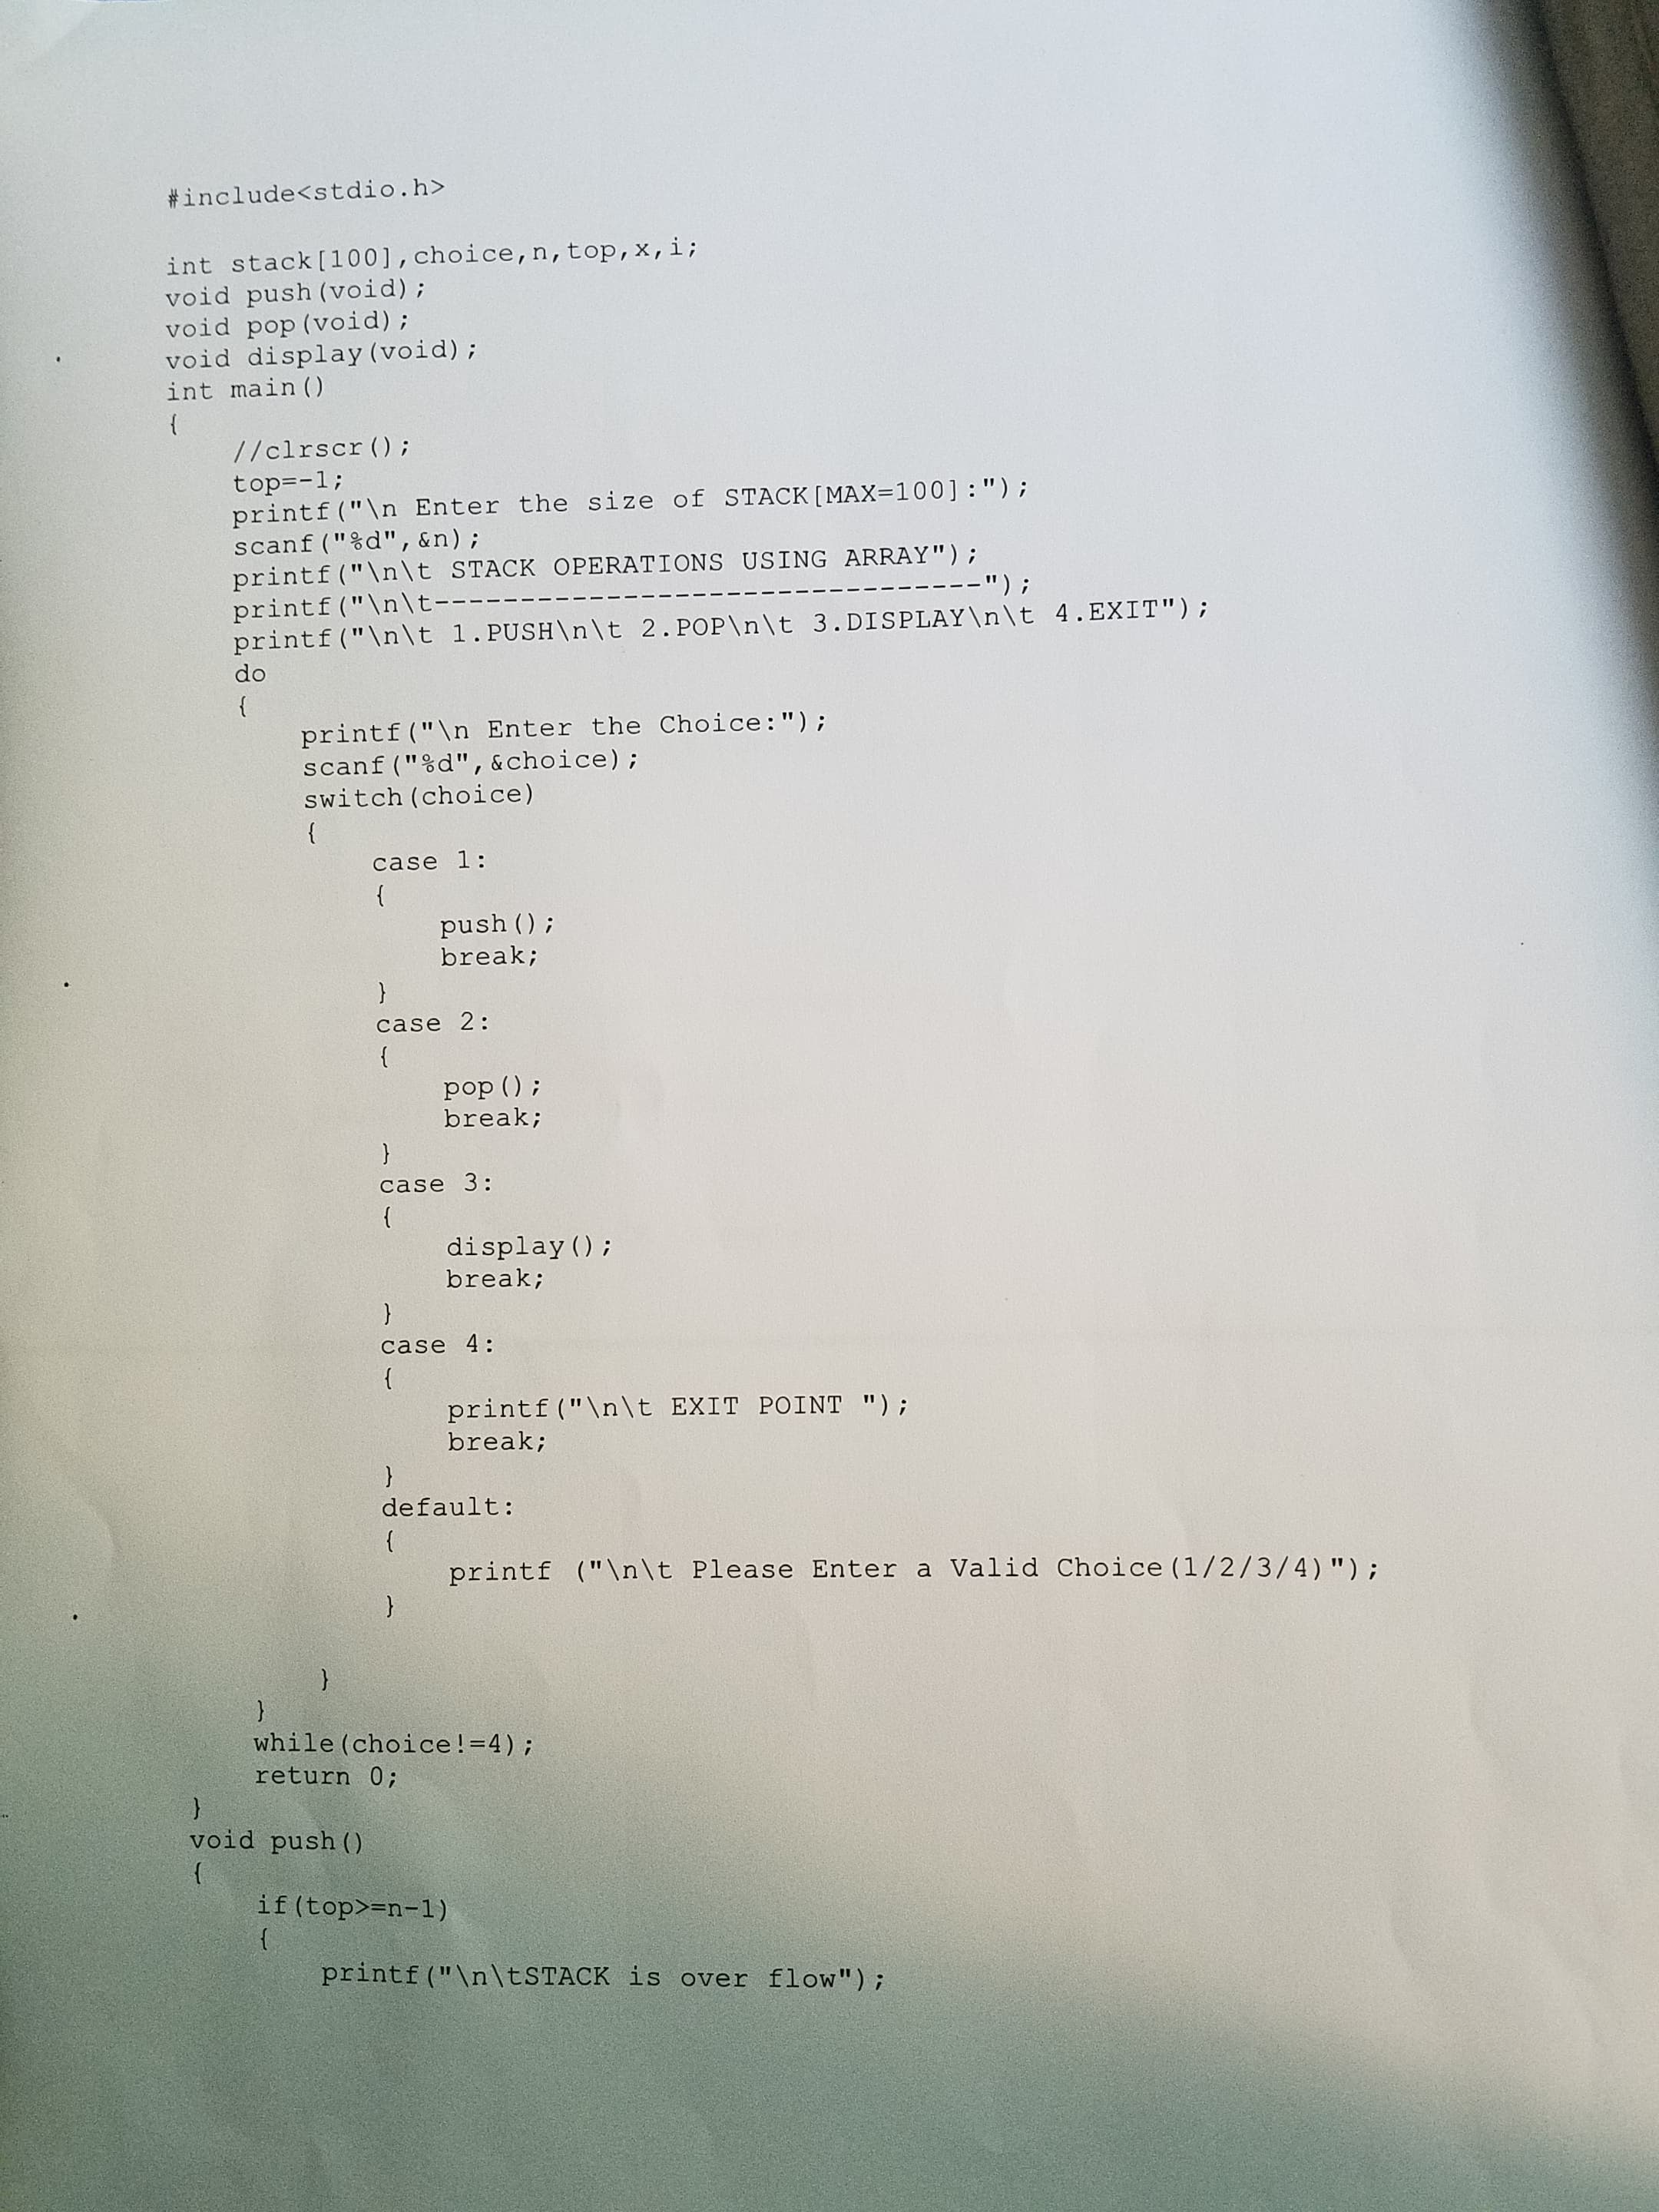 #include<stdio.h>
int stack[100],choice,n,top,x,i;
void push(void);
void pop(void);
void display(void);
int main()
{
//clrscr();
top=-1;
printf("\n Enter the size of STACK[MAX=100]:");
scanf("%d",&n);
printf("\n\t STACK OPERATIONS USING ARRAY");
printf("\n\t--------------------------------");
printf("\n\t 1.PUSH\n\t 2.POP\n\t 3.DISPLAY\n\t 4.EXIT");
do
{
printf("\n Enter the Choice:");
scanf("%d",&choice);
switch(choice)
{
case 1:
{
push();
break;
}
case 2:
{
pop();
break;
}
case 3:
{
display();
break;
}
case 4:
{
printf("\n\t EXIT POINT ");
break;
}
default:
{
printf ("\n\t Please Enter a Valid Choice(1/2/3/4)");
}
}
}
while(choice!=4);
return 0;
}
void push()
{
if(top>=n-1)
{
printf("\n\tSTACK is over flow");